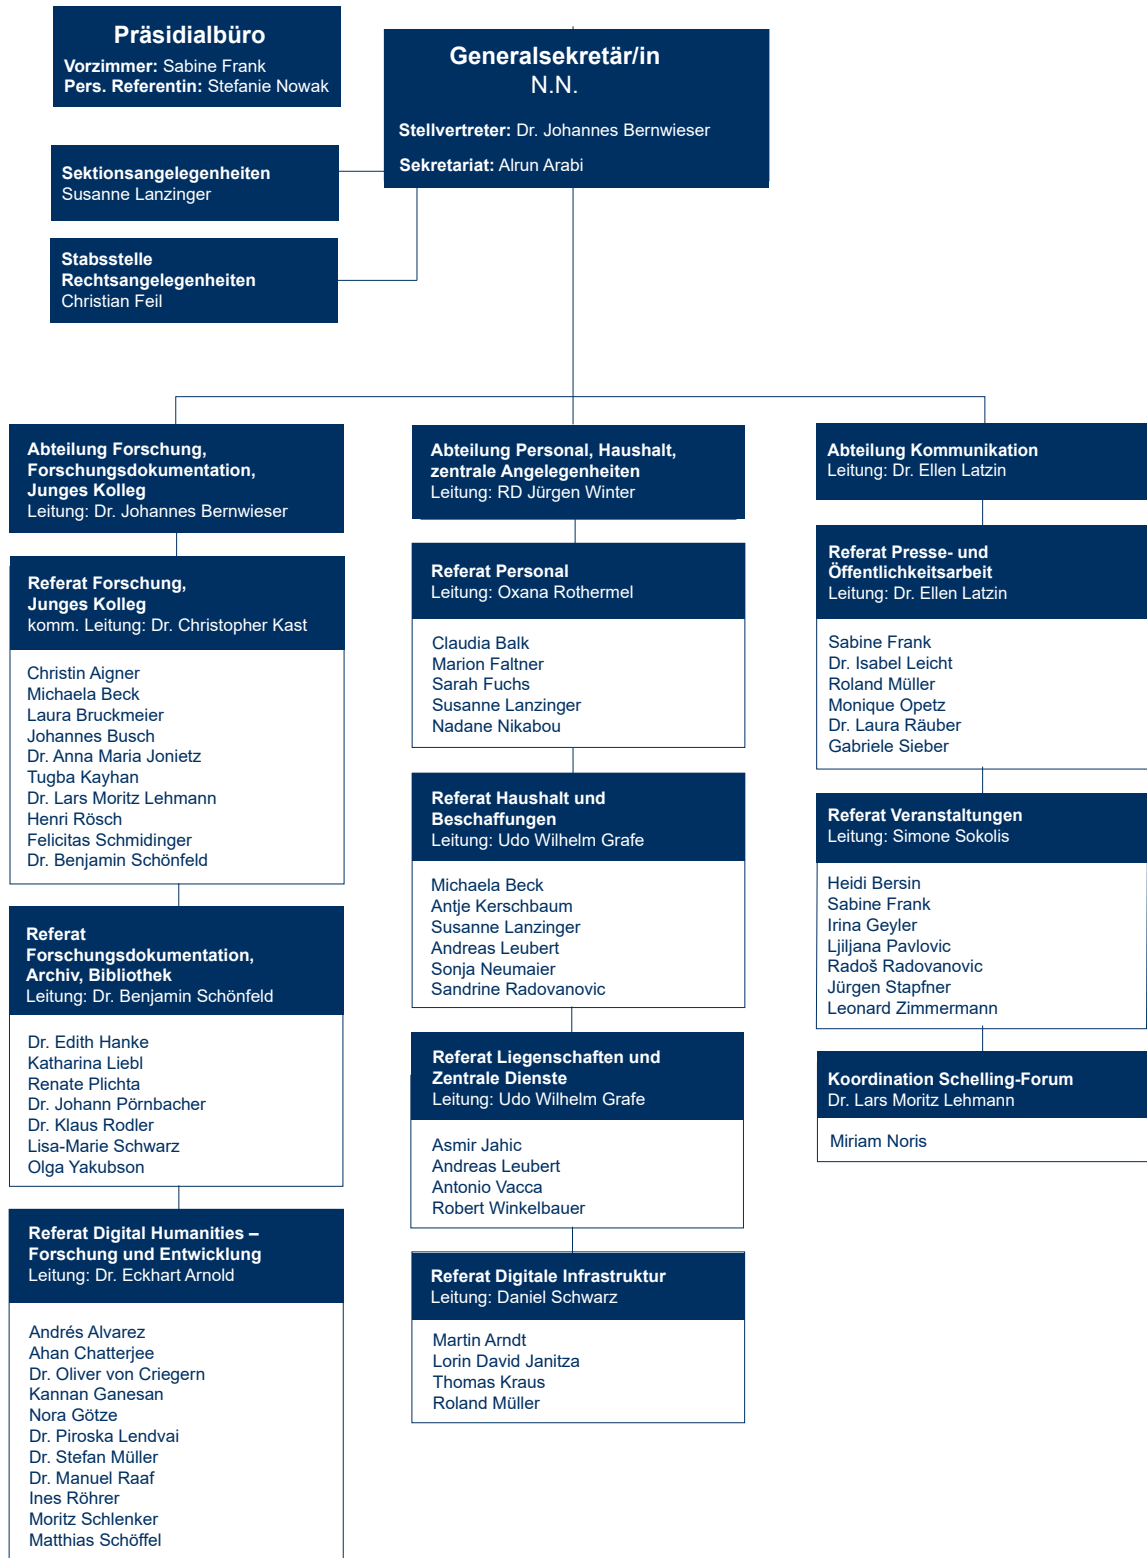 Präsidialbüro
Vorzimmer: Sabine Frank
Pers. Referentin: Stefanie Nowak
Generalsekretär/in
N.N.
Stellvertreter: Dr. Johannes Bernwieser
Sekretariat: Alrun Arabi
Sektionsangelegenheiten
Susanne Lanzinger
Stabsstelle
Rechtsangelegenheiten
Christian Feil
Abteilung Forschung,
Forschungsdokumentation,
Junges Kolleg
Leitung: Dr. Johannes Bernwieser
Referat Forschung,
Junges Kolleg
komm. Leitung: Dr. Christopher Kast
Christin Aigner
Michaela Beck
Laura Bruckmeier
Johannes Busch
Dr. Anna Maria Jonietz
Tugba Kayhan
Dr. Lars Moritz Lehmann
Henri Rösch
Felicitas Schmidinger
Dr. Benjamin Schönfeld
Referat
Forschungsdokumentation,
Archiv, Bibliothek
Leitung: Dr. Benjamin Schönfeld
Dr. Edith Hanke
Katharina Liebl
Renate Plichta
Dr. Johann Pörnbacher
Dr. Klaus Rodler
Lisa-Marie Schwarz
Olga Yakubson
Referat Digital Humanities –
Forschung und Entwicklung
Leitung: Dr. Eckhart Arnold
Andrés Alvarez
Ahan Chatterjee
Dr. Oliver von Criegern
Kannan Ganesan
Nora Götze
Dr. Piroska Lendvai
Dr. Stefan Müller
Dr. Manuel Raaf
Ines Röhrer
Moritz Schlenker
Matthias Schöffel
Abteilung Personal, Haushalt,
zentrale Angelegenheiten
Leitung: RD Jürgen Winter
Referat Personal
Leitung: Oxana Rothermel
Claudia Balk
Marion Faltner
Sarah Fuchs
Susanne Lanzinger
Nadane Nikabou
Referat Haushalt und
Beschaffungen
Leitung: Udo Wilhelm Grafe
Michaela Beck
Antje Kerschbaum
Susanne Lanzinger
Andreas Leubert
Sonja Neumaier
Sandrine Radovanovic
Referat Liegenschaften und
Zentrale Dienste
Leitung: Udo Wilhelm Grafe
Asmir Jahic
Andreas Leubert
Antonio Vacca
Robert Winkelbauer
Referat Digitale Infrastruktur
Leitung: Daniel Schwarz
Martin Arndt
Lorin David Janitza
Thomas Kraus
Roland Müller
Abteilung Kommunikation
Leitung: Dr. Ellen Latzin
Referat Presse- und
Öffentlichkeitsarbeit
Leitung: Dr. Ellen Latzin
Sabine Frank
Dr. Isabel Leicht
Roland Müller
Monique Opetz
Dr. Laura Räuber
Gabriele Sieber
Referat Veranstaltungen
Leitung: Simone Sokolis
Heidi Bersin
Sabine Frank
Irina Geyler
Ljiljana Pavlovic
Radoš Radovanovic
Jürgen Stapfner
Leonard Zimmermann
Koordination Schelling-Forum
Dr. Lars Moritz Lehmann
Miriam Noris